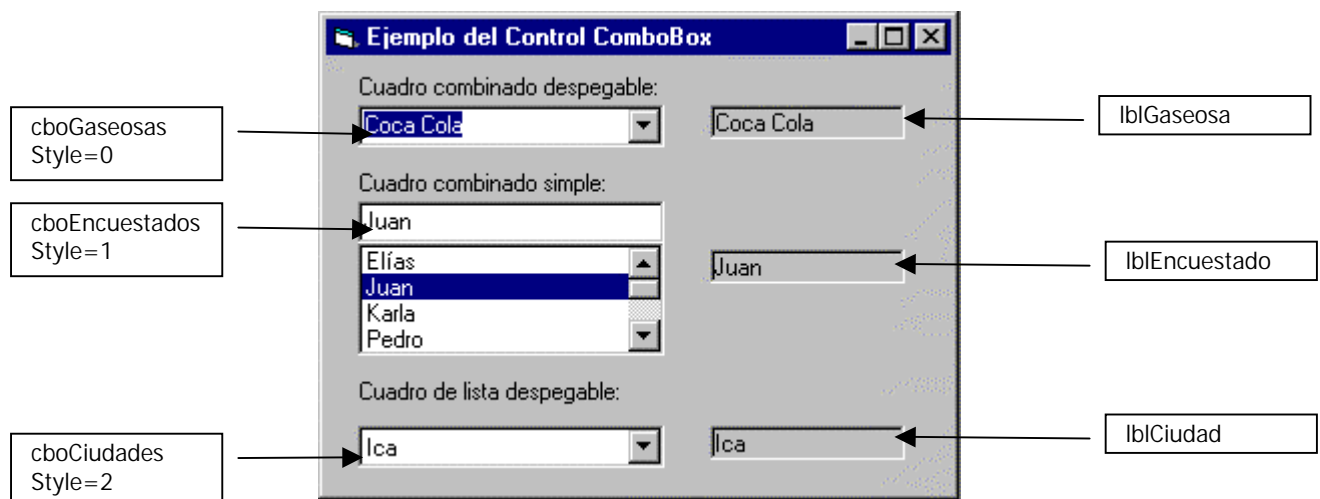 Ejemplo del Control ComboBox
Cuadro combinado despegable:
cboGaseosas
Style=0
Coca Cola
Coca Cola
lblGaseosa
Cuadro combinado simple:
cboEncuestados
Style=1
Juan
Elías
Juan
Karla
Pedro
Juan
lblEncuestado
Cuadro de lista despegable:
cboCiudades
Style=2
Ica
Ica
lblCiudad